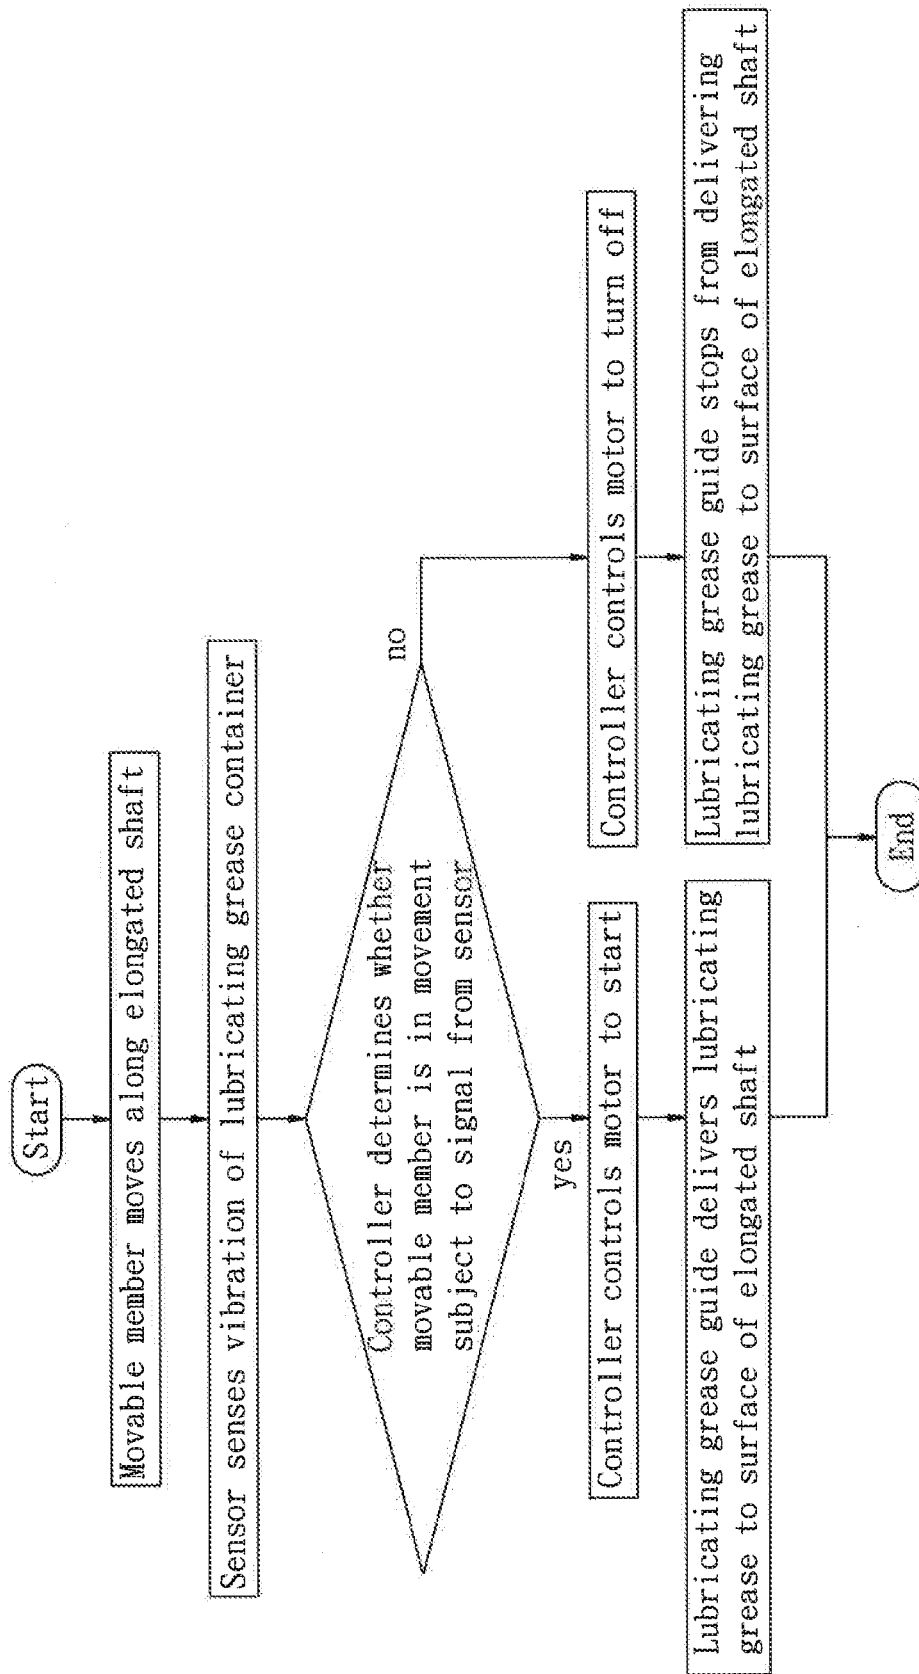 Start
Movable member moves along elongated shaft
Sensor senses vibration of lubricating grease container
Controller determines whether
movable member is in movement
subject to signal from sensor
yes
no
Controller controls motor to start
Controller controls motor to turn off
Lubricating grease guide delivers lubricating
grease to surface of elongated shaft
Lubricating grease guide stops from delivering
lubricating grease to surface of elongated shaft
End